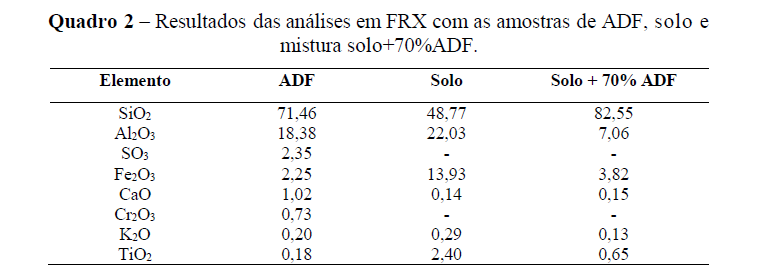 Quadro 2 – Resultados das análises em FRX com as amostras de ADF, solo e
mistura solo+70%ADF.
Elemento ADF Solo Solo + 70% ADF
SiO₂ 71,46 48,77 82,55
Al₂O₃ 18,38 22,03 7,06
SO₃ 2,35 - -
Fe₂O₃ 2,25 13,93 3,82
CaO 1,02 0,14 0,15
Cr₂O₃ 0,73 - -
K₂O 0,20 0,29 0,13
TiO₂ 0,18 2,40 0,65